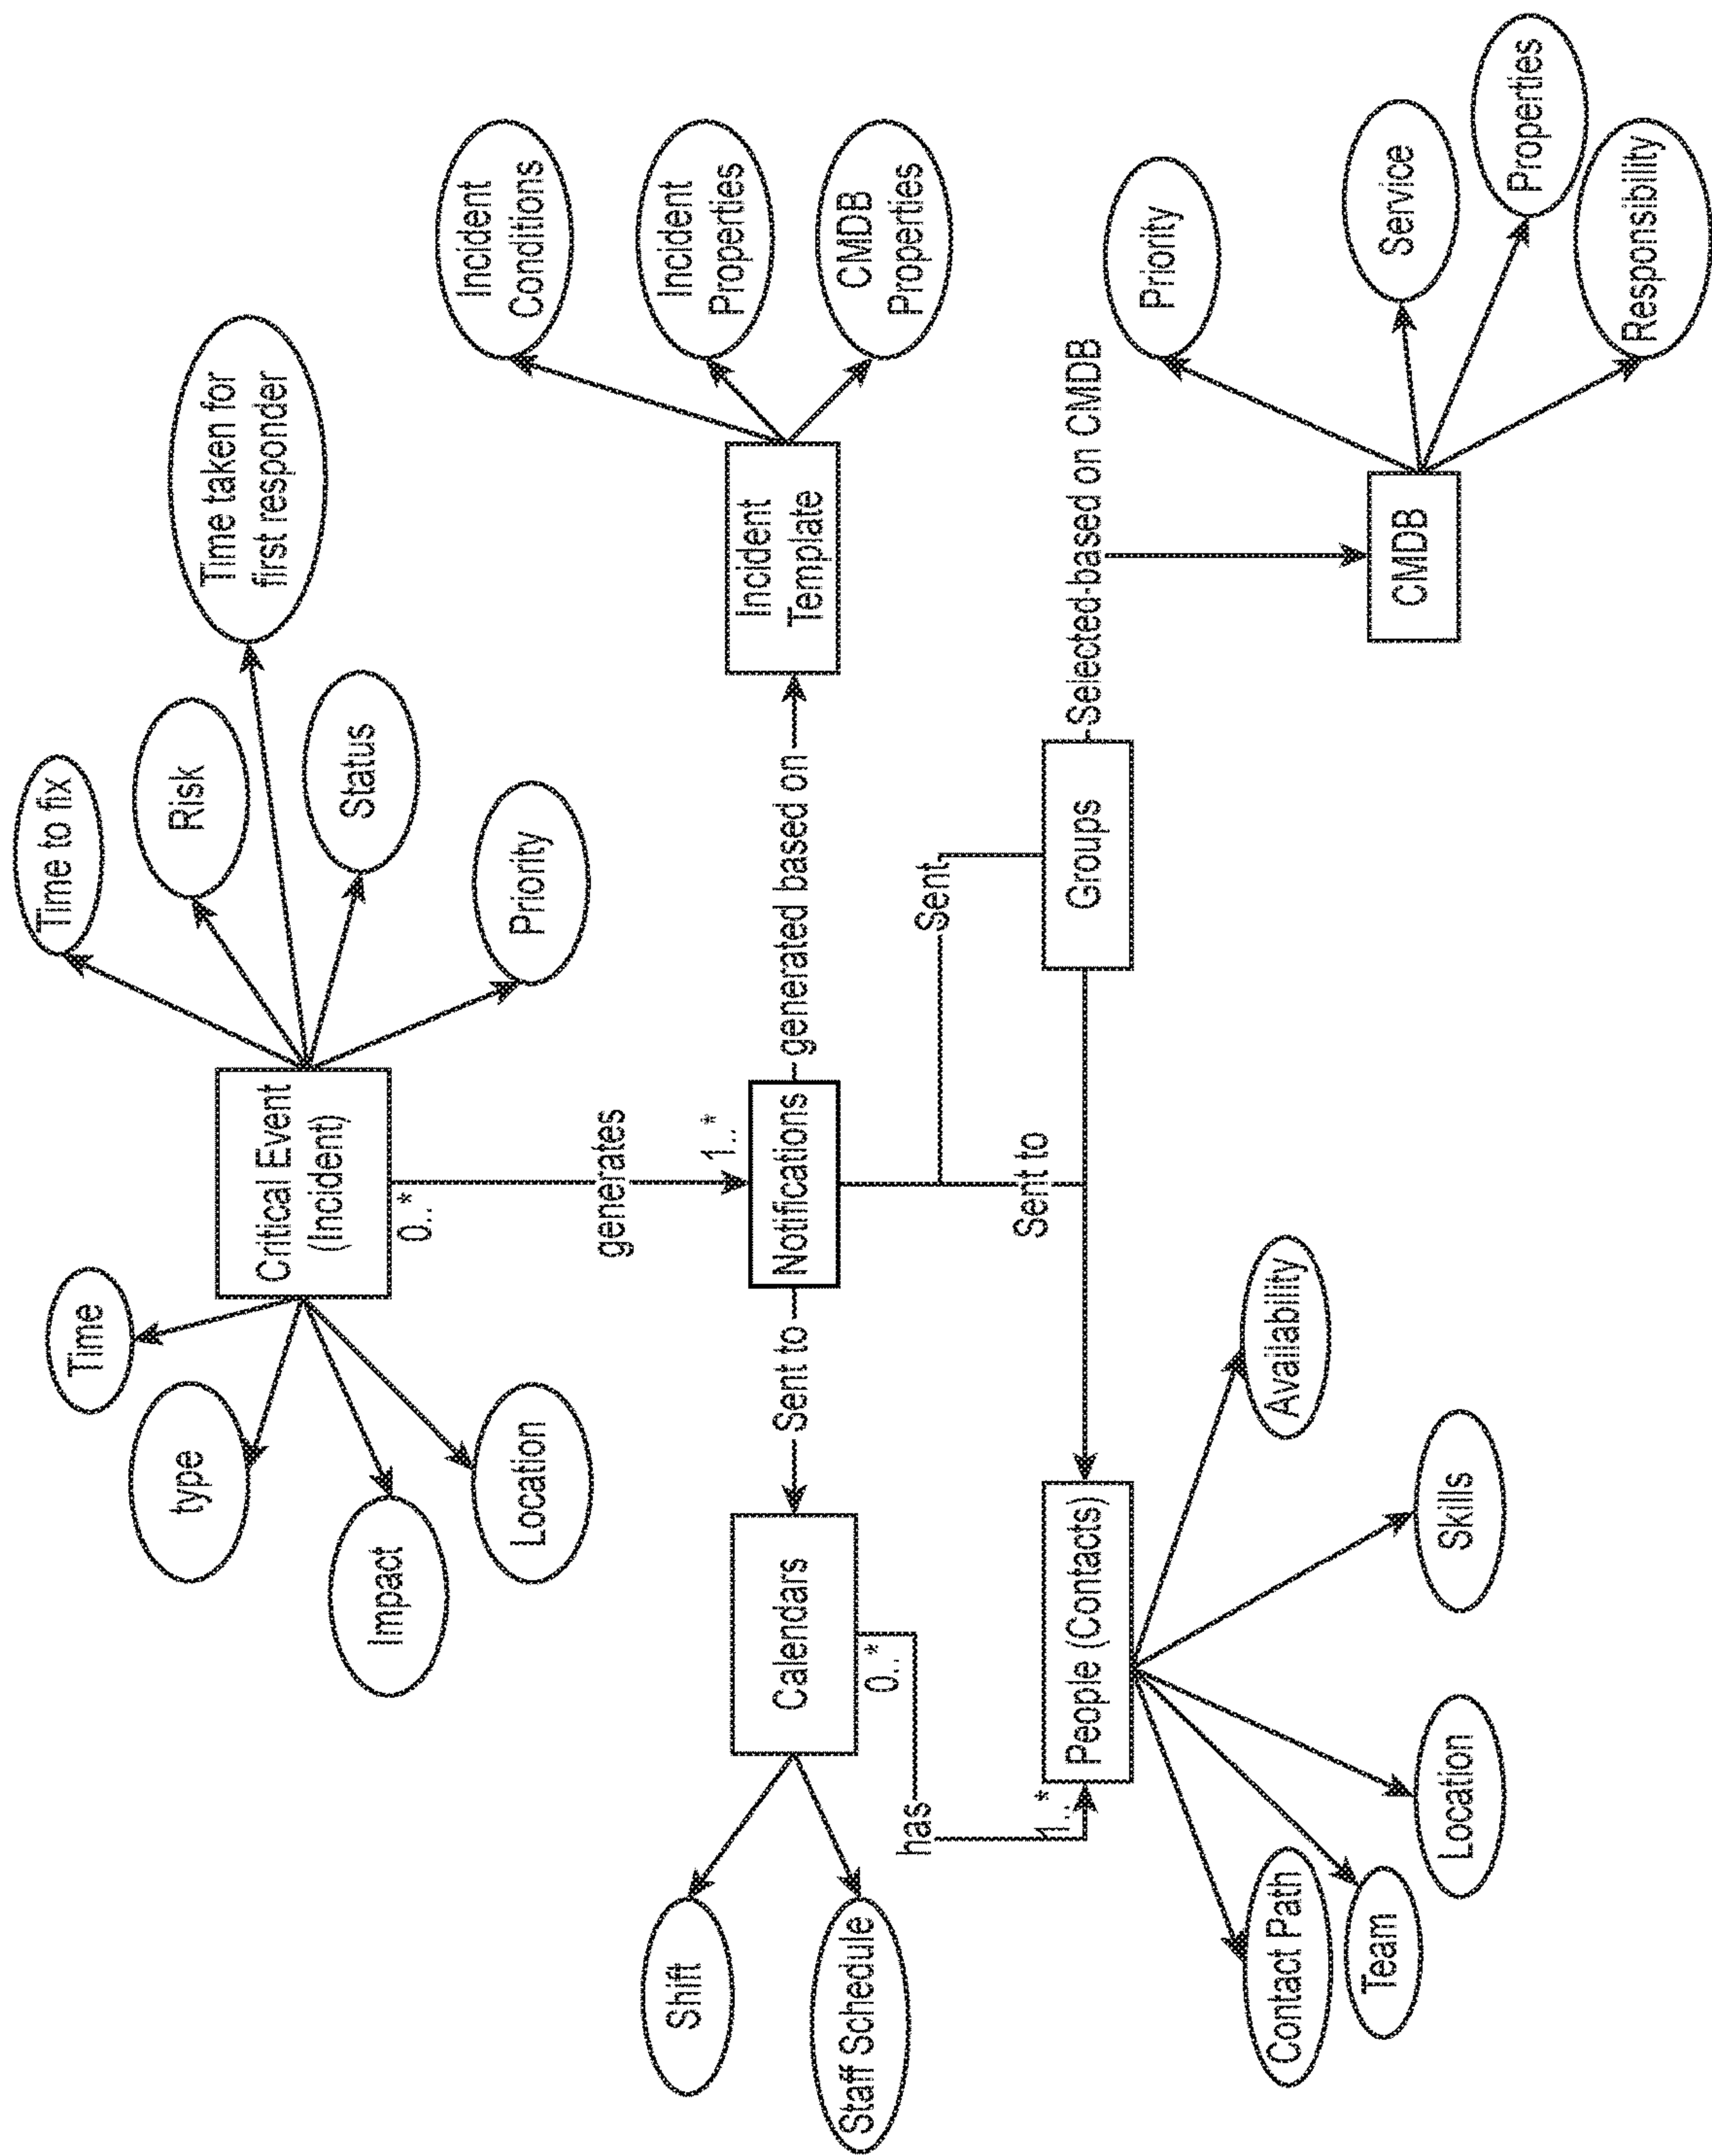 Time to fix
Time
Risk
Time taken for
first responder
type
Critical Event
(Incident)
Status
Impact
Location
Priority
0..*
generates
1..*
Incident
Conditions
Shift
Calendars
Sent to
Notifications
generated based on
Incident
Template
Incident
Properties
Staff Schedule
CMDB
Properties
0..*
has
Sent
Sent to
1..*
People (Contacts)
Groups
Selected-based on CMDB
Priority
Contact Path
Availability
Team
Location
Skills
CMDB
Service
Properties
Responsibility